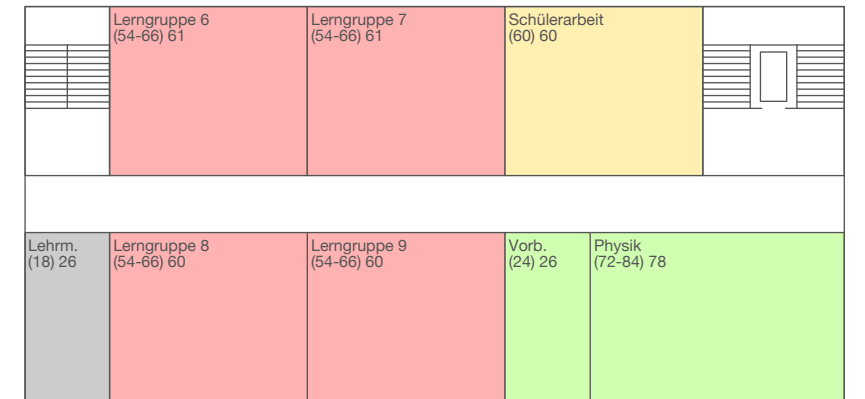 Lerngruppe 6
(54-66) 61
Lerngruppe 7
(54-66) 61
Schülerarbeit
(60) 60
Lehrm.
(18) 26
Lerngruppe 8
(54-66) 60
Lerngruppe 9
(54-66) 60
Vorb.
(24) 26
Physik
(72-84) 78